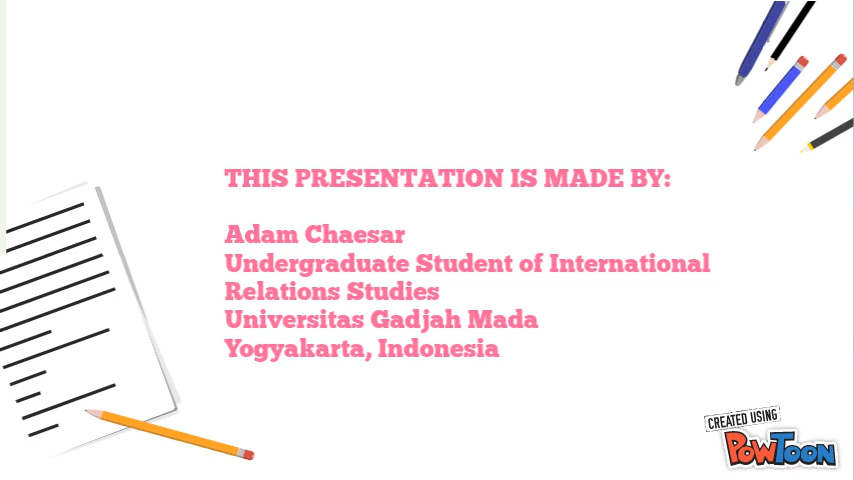 THIS PRESENTATION IS MADE BY:
Adam Chaesar
Undergraduate Student of International
Relations Studies
Universitas Gadjah Mada
Yogyakarta, Indonesia
CREATED USING
POWTOON